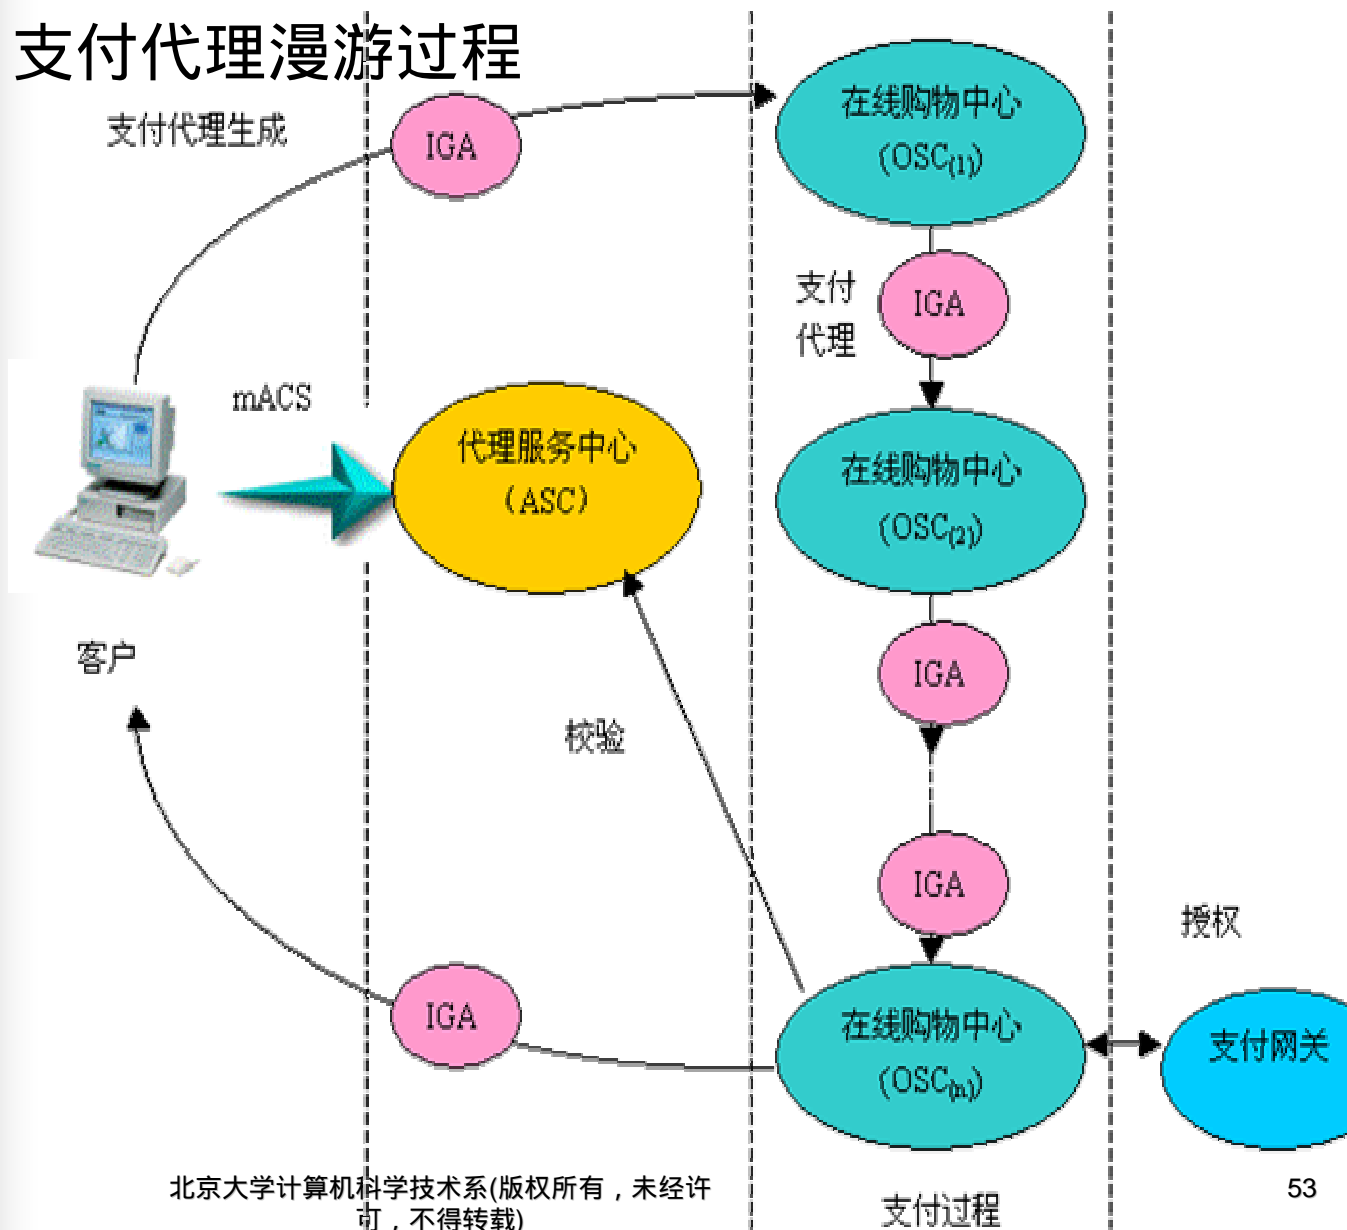 支付代理漫游过程
支付代理生成
IGA
在线购物中心
(OSC(1))
支付
代理
IGA
mACS
代理服务中心
(ASC)
在线购物中心
(OSC(2))
客户
IGA
校验
IGA
授权
IGA
在线购物中心
(OSC(n))
支付网关
北京大学计算机科学技术系(版权所有，未经许
可，不得转载)
支付过程
53